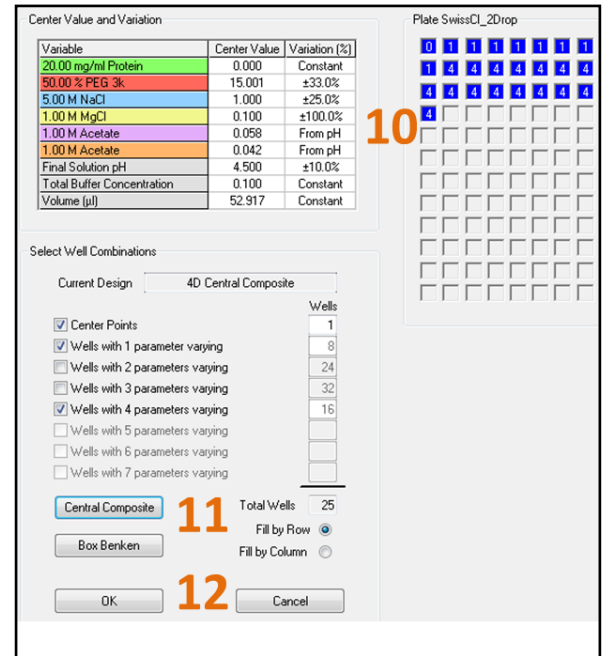 Center Value and Variation
Variable Center Value Variation (%)
20.00 mg/ml Protein 0.000 Constant
50.00 % PEG 3k 15.001 ±33.0%
5.00 M NaCl 1.000 ±25.0%
1.00 M MgCl 0.100 ±100.0%
1.00 M Acetate 0.058 From pH
1.00 M Acetate 0.042 From pH
Final Solution pH 4.500 ±10.0%
Total Buffer Concentration 0.100 Constant
Volume (µl) 52.917 Constant
10
Plate SwissCI_2Drop
0 1 1 1 1 1 1 1
1 4 4 4 4 4 4 4
4 4 4 4 4 4 4 4
4
Select Well Combinations
Current Design 4D Central Composite
Wells
Center Points 1
Wells with 1 parameter varying 8
Wells with 2 parameters varying 24
Wells with 3 parameters varying 32
Wells with 4 parameters varying 16
Wells with 5 parameters varying
Wells with 6 parameters varying
Wells with 7 parameters varying
Central Composite 11 Total Wells 25
Fill by Row
Box Benken Fill by Column
OK 12 Cancel